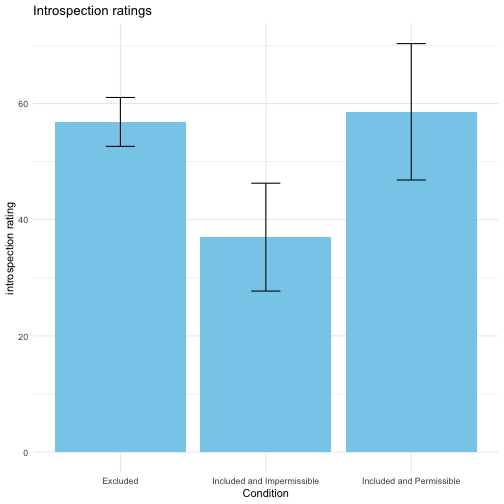 Introspection ratings
introspection rating
60
40
20
0
Excluded
Included and Impermissible
Included and Permissible
Condition